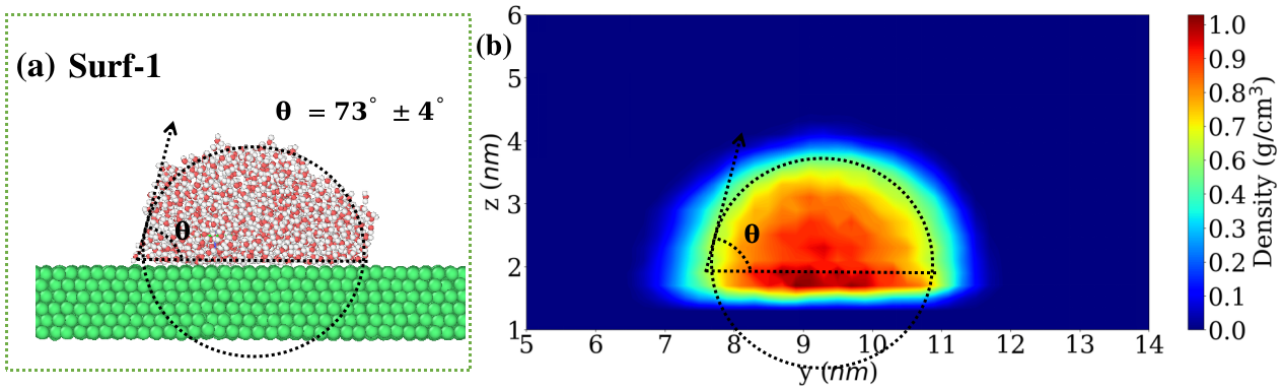 (a) Surf-1
θ = 73° ± 4°
θ
(b)
z (nm)
6
5
4
3
2
1
θ
5 6 7 8 9 10 11 12 13 14
y (nm)
1.0
0.9
0.8
0.7
0.6
0.5
0.4
0.3
0.2
0.1
0.0
Density (g/cm³)